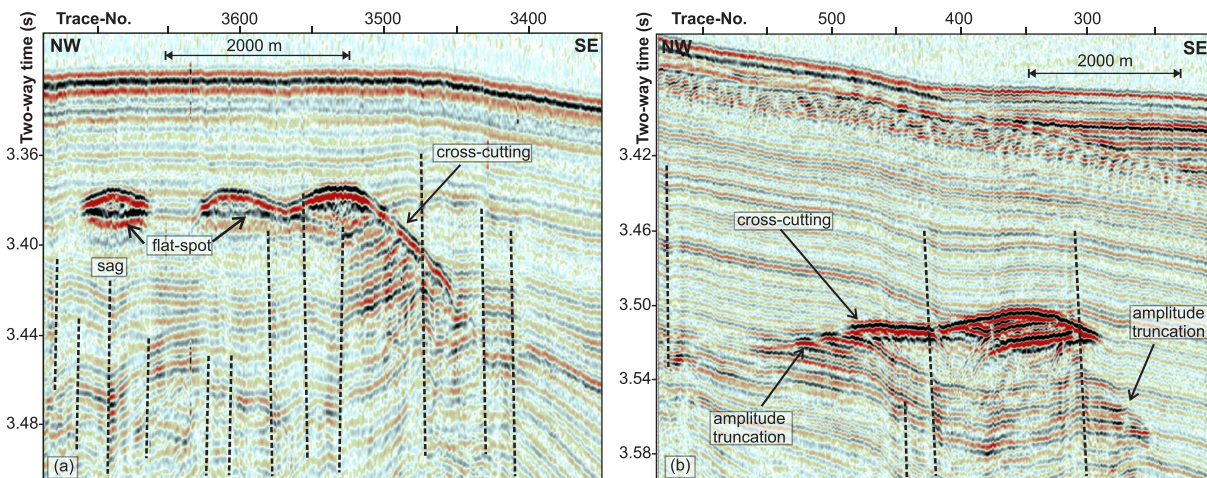 Trace-No. 3600 3500 3400
NW 2000 m SE
Two-way time (s)
3.36
3.40
3.44
3.48
cross-cutting
flat-spot
sag
(a)
Trace-No. 500 400 300
NW SE
2000 m
Two-way time (s)
3.42
3.46
3.50
3.54
3.58
cross-cutting
amplitude
truncation
amplitude
truncation
(b)